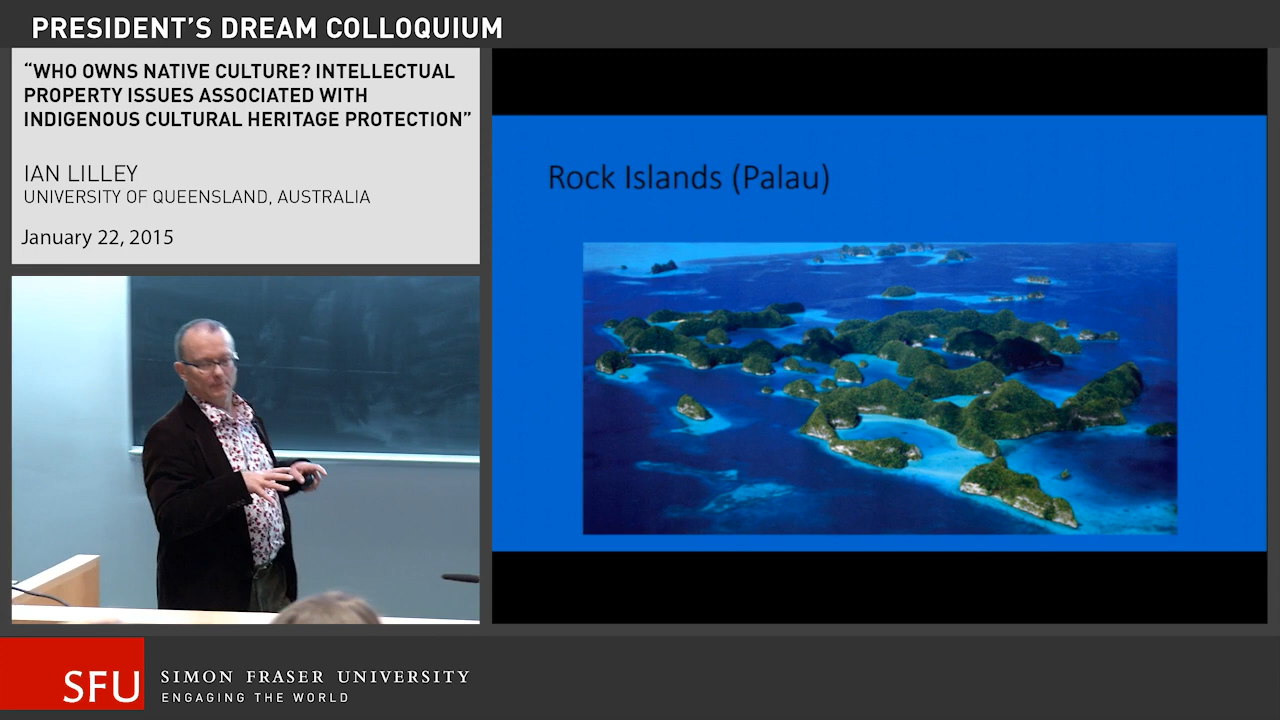 PRESIDENT'S DREAM COLLOQUIUM
“WHO OWNS NATIVE CULTURE? INTELLECTUAL
PROPERTY ISSUES ASSOCIATED WITH
INDIGENOUS CULTURAL HERITAGE PROTECTION”
IAN LILLEY
UNIVERSITY OF QUEENSLAND, AUSTRALIA
January 22, 2015
Rock Islands (Palau)
SFU
SIMON FRASER UNIVERSITY
ENGAGING THE WORLD